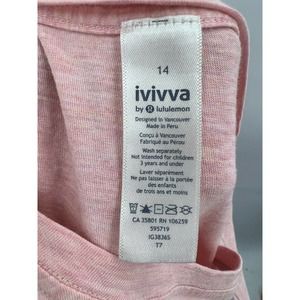 14
ivivva
by lululemon
Designed in Vancouver
Made in Peru
Conçu à Vancouver
Fabriqué au Pérou
Wash separately
Not intended for children
3 years and under
Laver séparément
Ne pas laisser à la portée
des enfants
de trois ans et moins
CA 35801 RN 106259
595719
IG3836S
T7